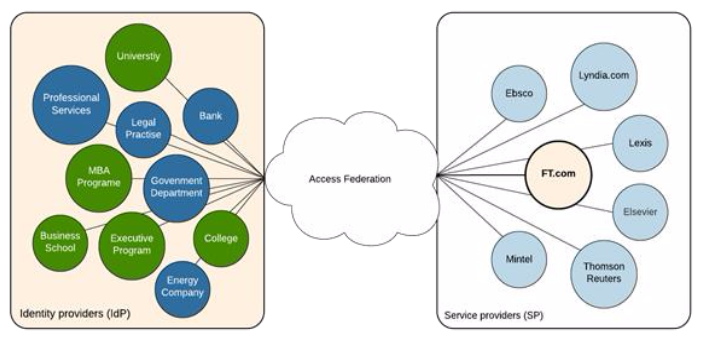 Universtiy
Professional
Services
Bank
Legal
Practise
MBA
Programe
Govenment
Department
Business
School
Executive
Program
College
Energy
Company
Identity providers (IdP)
Access Federation
Ebsco
Lyndia.com
Lexis
FT.com
Elsevier
Mintel
Thomson
Reuters
Service providers (SP)